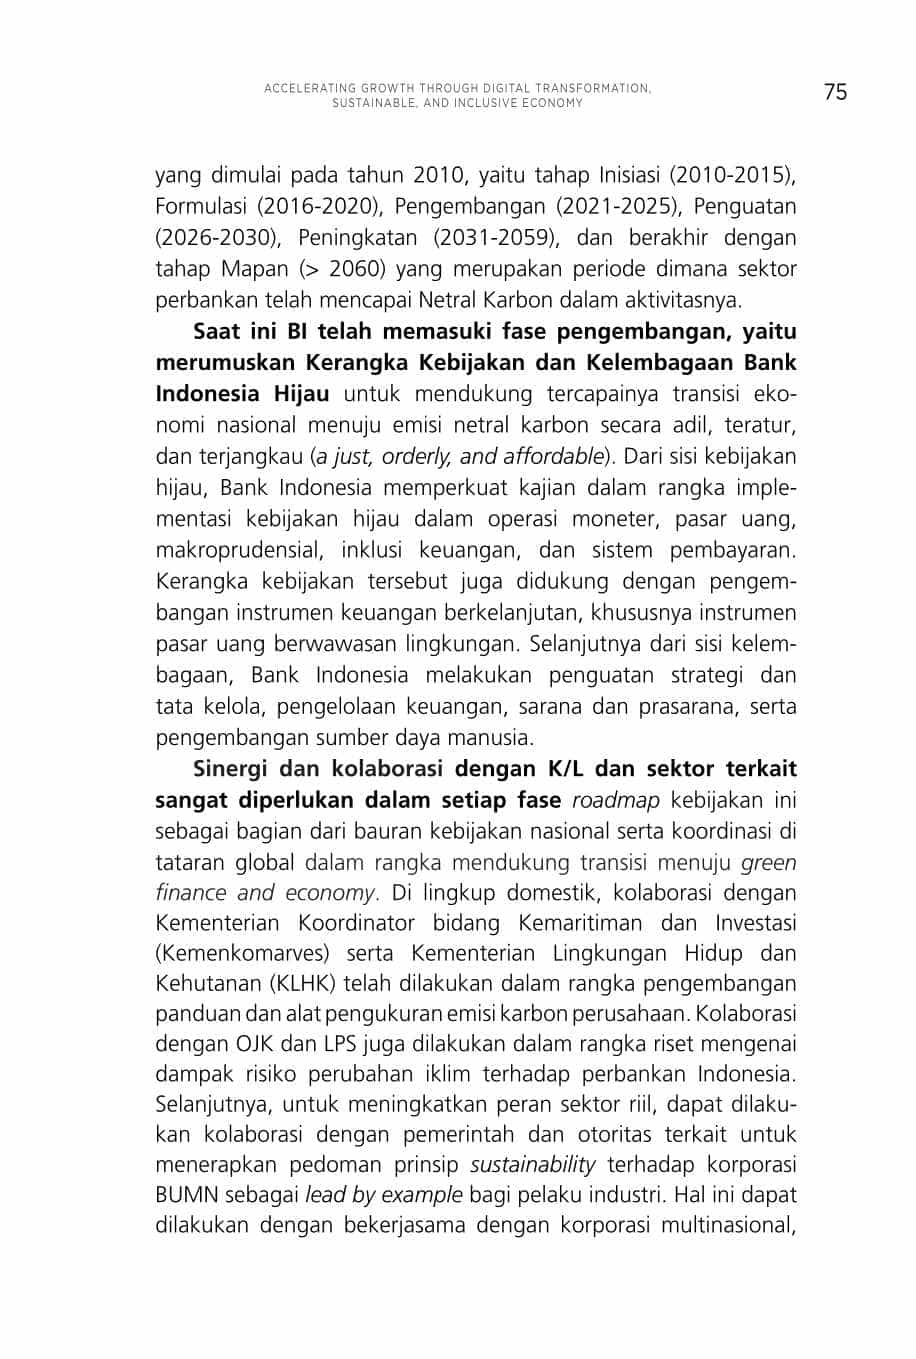 ACCELERATING GROWTH THROUGH DIGITAL TRANSFORMATION,
SUSTAINABLE, AND INCLUSIVE ECONOMY
75
yang dimulai pada tahun 2010, yaitu tahap Inisiasi (2010-2015),
Formulasi (2016-2020), Pengembangan (2021-2025), Penguatan
(2026-2030), Peningkatan (2031-2059), dan berakhir dengan
tahap Mapan (> 2060) yang merupakan periode dimana sektor
perbankan telah mencapai Netral Karbon dalam aktivitasnya.
Saat ini BI telah memasuki fase pengembangan, yaitu
merumuskan Kerangka Kebijakan dan Kelembagaan Bank
Indonesia Hijau untuk mendukung tercapainya transisi eko-
nomi nasional menuju emisi netral karbon secara adil, teratur,
dan terjangkau (a just, orderly, and affordable). Dari sisi kebijakan
hijau, Bank Indonesia memperkuat kajian dalam rangka imple-
mentasi kebijakan hijau dalam operasi moneter, pasar uang,
makroprudensial, inklusi keuangan, dan sistem pembayaran.
Kerangka kebijakan tersebut juga didukung dengan pengem-
bangan instrumen keuangan berkelanjutan, khususnya instrumen
pasar uang berwawasan lingkungan. Selanjutnya dari sisi kelem-
bagaan, Bank Indonesia melakukan penguatan strategi dan
tata kelola, pengelolaan keuangan, sarana dan prasarana, serta
pengembangan sumber daya manusia.
Sinergi dan kolaborasi dengan K/L dan sektor terkait
sangat diperlukan dalam setiap fase roadmap kebijakan ini
sebagai bagian dari bauran kebijakan nasional serta koordinasi di
tataran global dalam rangka mendukung transisi menuju green
finance and economy. Di lingkup domestik, kolaborasi dengan
Kementerian Koordinator bidang Kemaritiman dan Investasi
(Kemenkomarves) serta Kementerian Lingkungan Hidup dan
Kehutanan (KLHK) telah dilakukan dalam rangka pengembangan
panduan dan alat pengukuran emisi karbon perusahaan. Kolaborasi
dengan OJK dan LPS juga dilakukan dalam rangka riset mengenai
dampak risiko perubahan iklim terhadap perbankan Indonesia.
Selanjutnya, untuk meningkatkan peran sektor riil, dapat dilaku-
kan kolaborasi dengan pemerintah dan otoritas terkait untuk
menerapkan pedoman prinsip sustainability terhadap korporasi
BUMN sebagai lead by example bagi pelaku industri. Hal ini dapat
dilakukan dengan bekerjasama dengan korporasi multinasional,